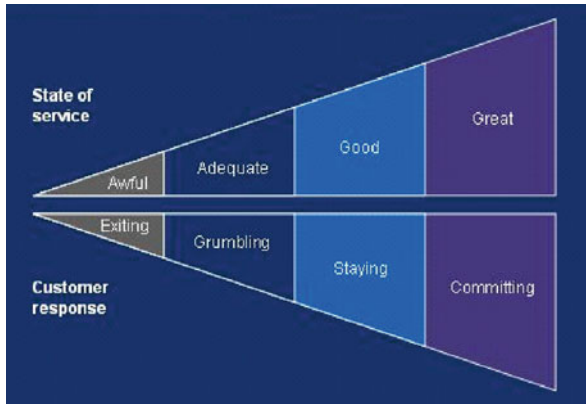 State of
service
Awful
Adequate
Good
Great
Exiting
Grumbling
Staying
Committing
Customer
response